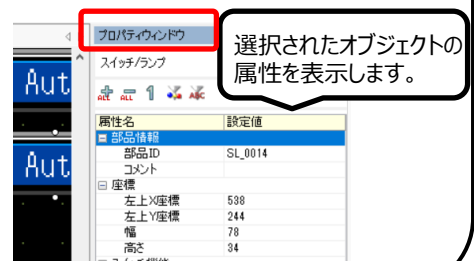 プロパティウィンドウ
選択されたオブジェクトの
属性を表示します。
スイッチ/ランプ
Aut
ALL ALL 1 ABC
属性名 設定値
部品情報
部品ID SL_0014
コメント
Aut
座標
左上X座標 538
左上Y座標 244
幅 78
高さ 34